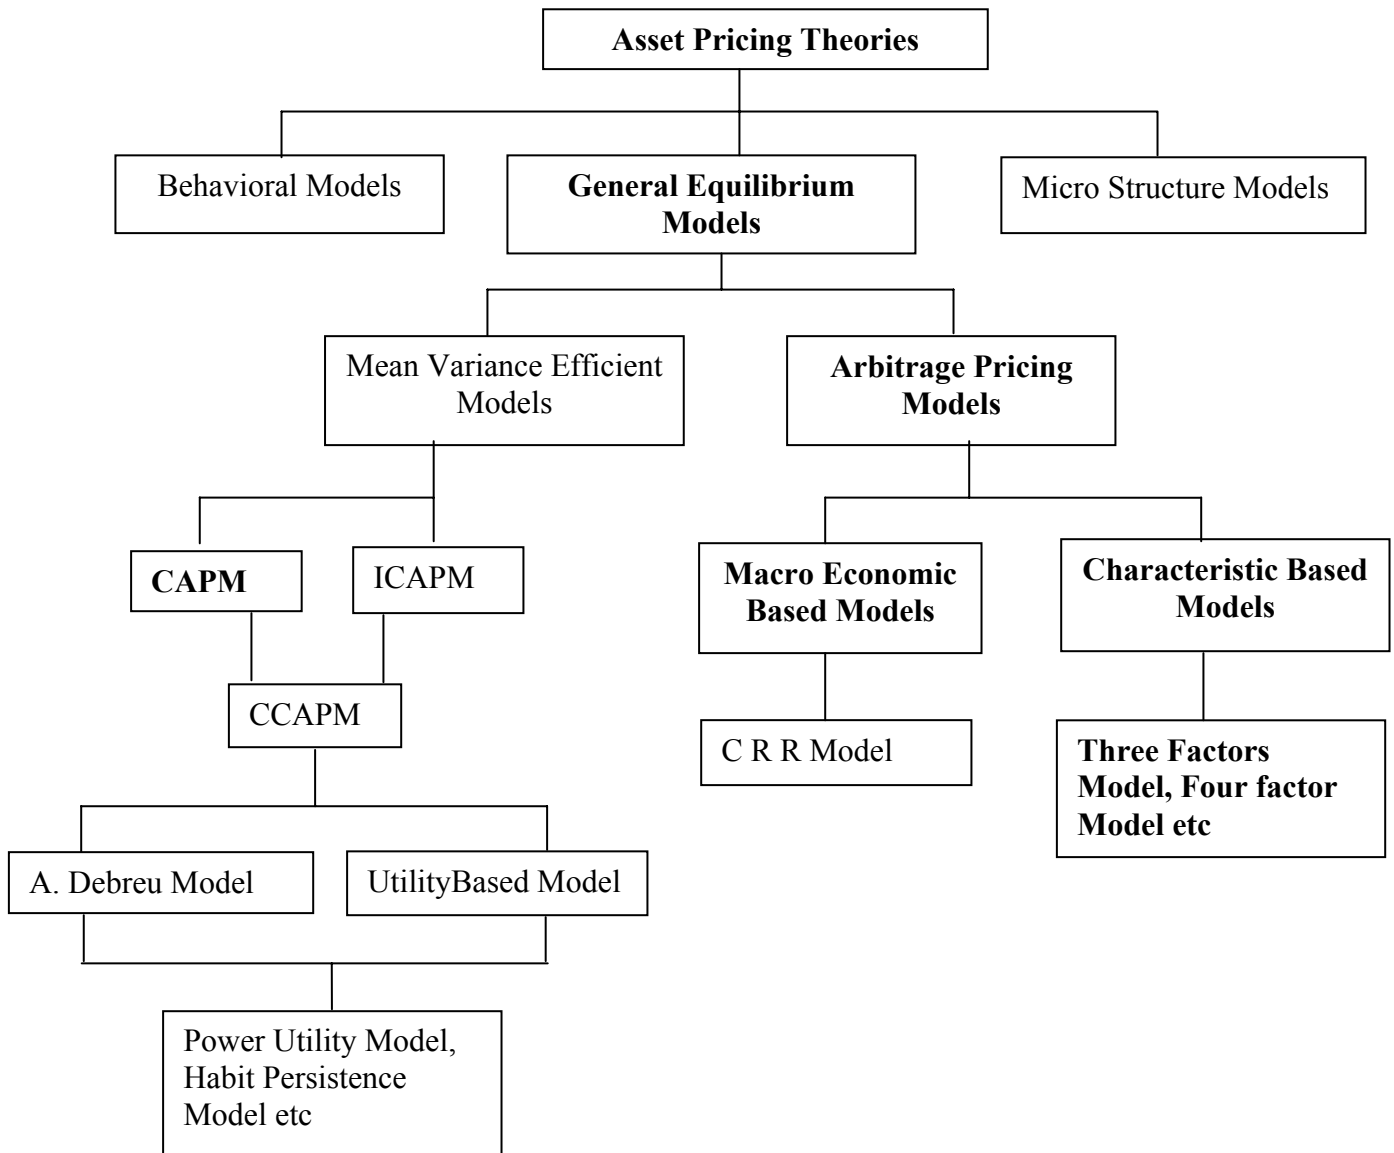 Asset Pricing Theories
Behavioral Models
General Equilibrium
Models
Micro Structure Models
Mean Variance Efficient
Models
Arbitrage Pricing
Models
CAPM
ICAPM
Macro Economic
Based Models
Characteristic Based
Models
CCAPM
C R R Model
Three Factors
Model, Four factor
Model etc
A. Debreu Model
UtilityBased Model
Power Utility Model,
Habit Persistence
Model etc